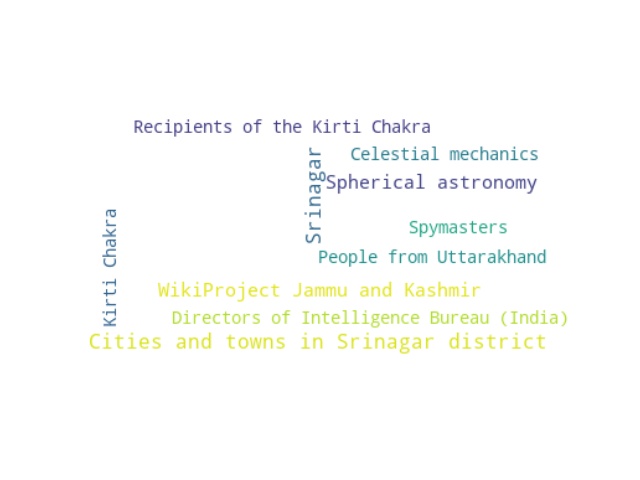 Recipients of the Kirti Chakra
Celestial mechanics
Srinagar
Spherical astronomy
Kirti Chakra
Spymasters
People from Uttarakhand
WikiProject Jammu and Kashmir
Directors of Intelligence Bureau (India)
Cities and towns in Srinagar district